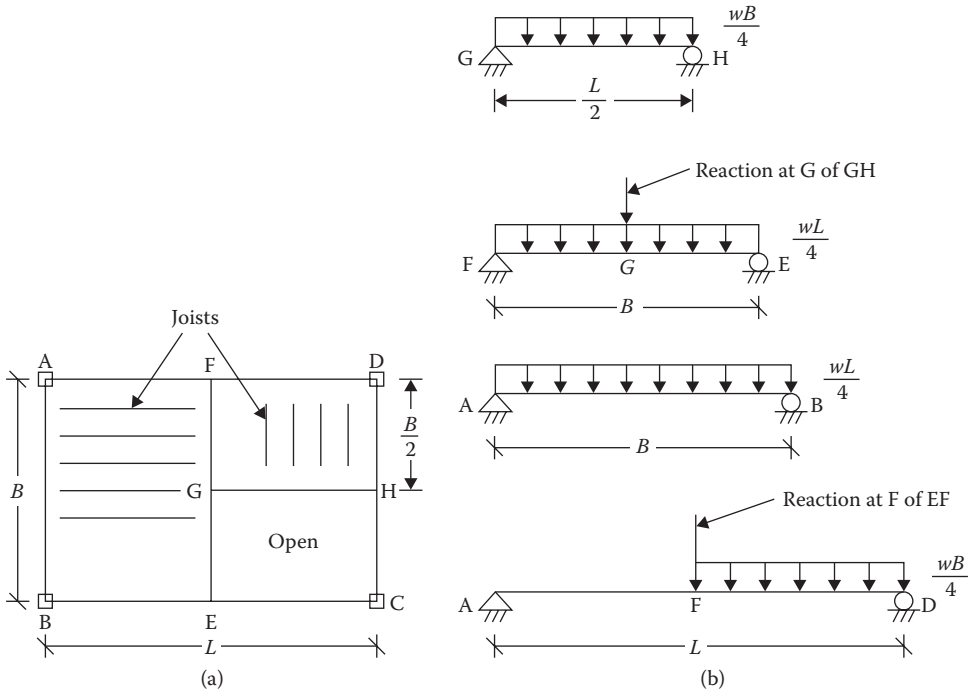 wB
4
G
H
L
2
Reaction at G of GH
wL
4
F
G
E
B
Joists
A
F
D
B
B
2
G
H
Open
B
E
C
L
(a)
wL
4
A
B
B
Reaction at F of EF
wB
4
A
F
D
L
(b)